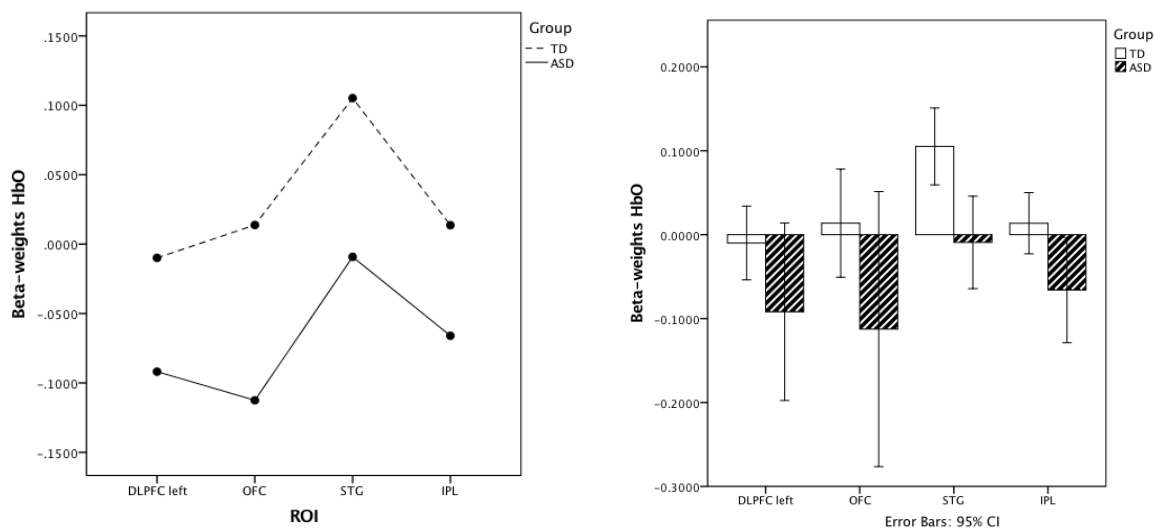 Group
TD
ASD
.1500
.1000
.0500
.0000
-.0500
-.1000
-.1500
Beta-weights HbO
DLPFC left OFC STG IPL
ROI
Group
TD
ASD
0.2000
0.1000
0.0000
-0.1000
-0.2000
-0.3000
Beta-weights HbO
DLPFC left OFC STG IPL
Error Bars: 95% CI